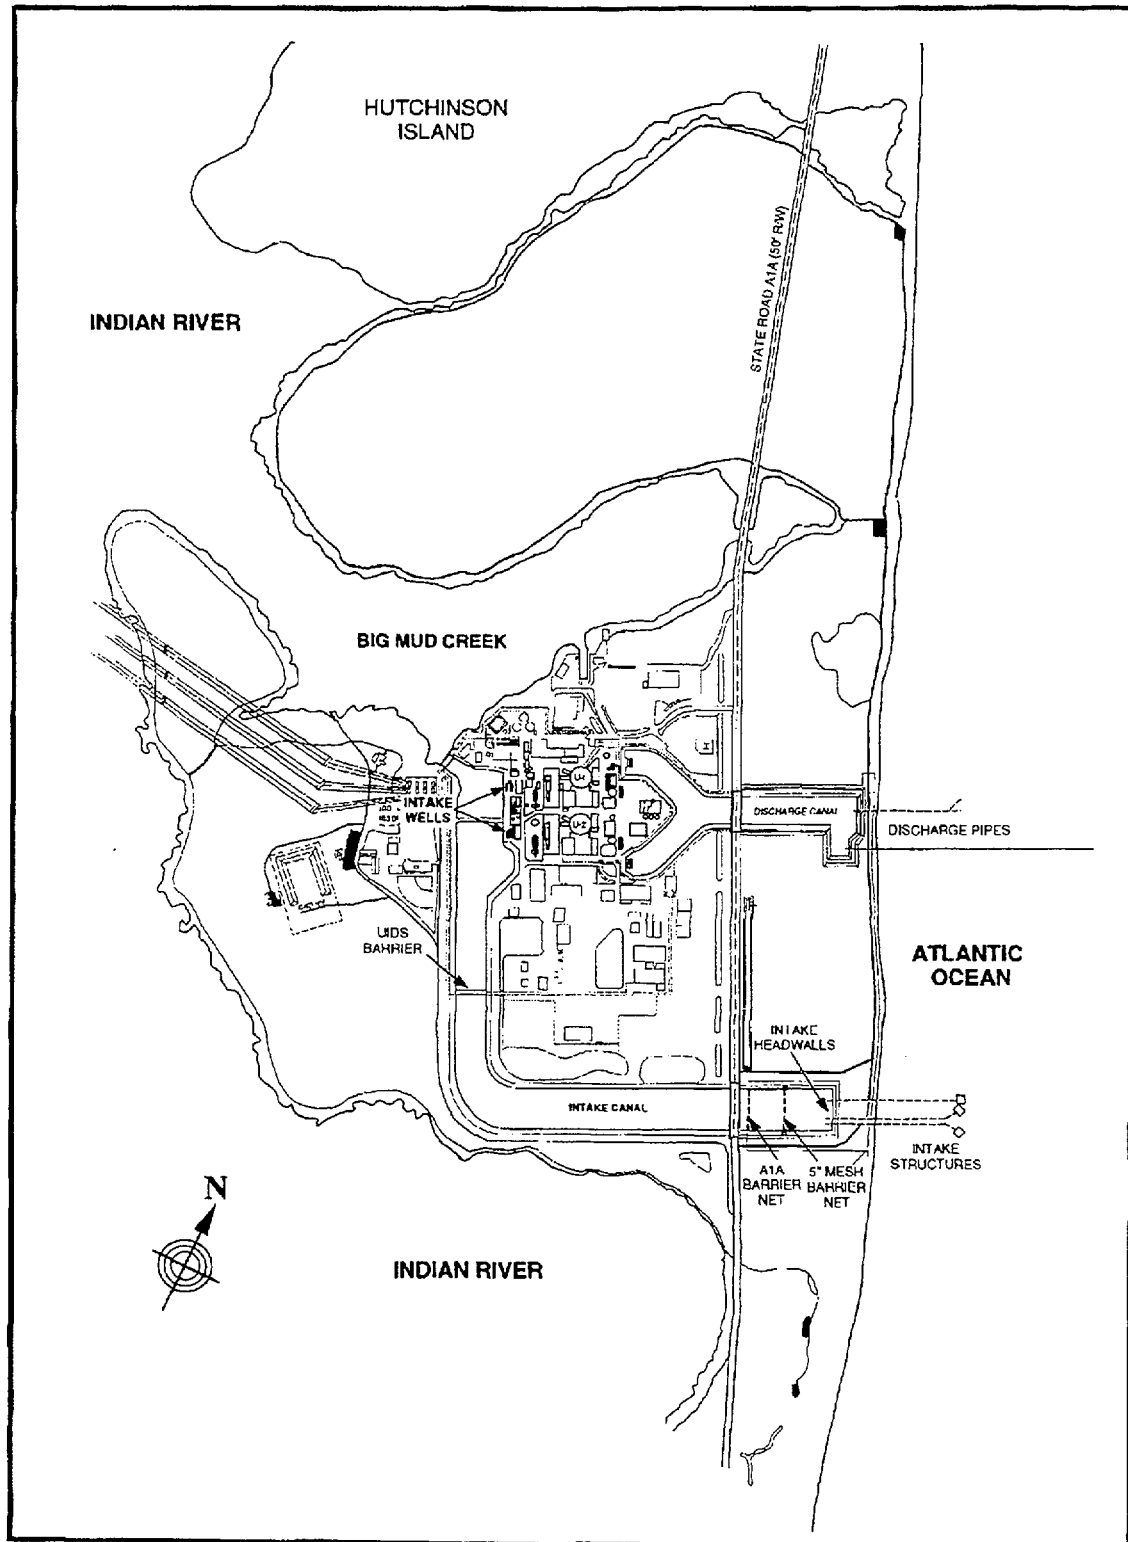 HUTCHINSON
ISLAND
STATE ROAD A1A (50' R/W)
INDIAN RIVER
BIG MUD CREEK
INTAKE
WELLS
DISCHARGE CANAL
DISCHARGE PIPES
UIDS
BARRIER
ATLANTIC
OCEAN
INTAKE
HEADWALLS
INTAKE CANAL
INTAKE
STRUCTURES
A1A
BARRIER
NET
5" MESH
BARRIER
NET
N
INDIAN RIVER